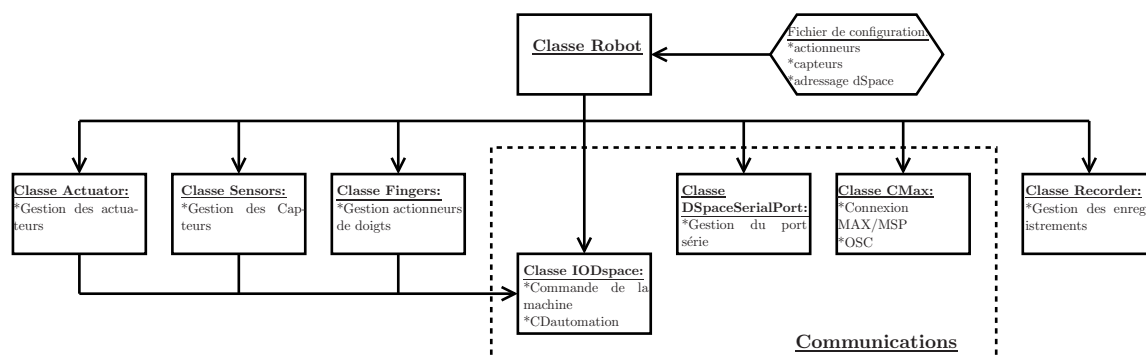 Classe Robot
Fichier de configuration:
*actionneurs
*capteurs
*adressage dSpace
Classe Actuator:
*Gestion des actua-
teurs
Classe Sensors:
*Gestion des Cap-
teurs
Classe Fingers:
*Gestion actionneurs
de doigts
Classe
DSpaceSerialPort:
*Gestion du port
série
Classe CMax:
*Connexion
MAX/MSP
*OSC
Classe Recorder:
*Gestion des enreg-
istrements
Classe IODspace:
*Commande de la
machine
*CDautomation
Communications